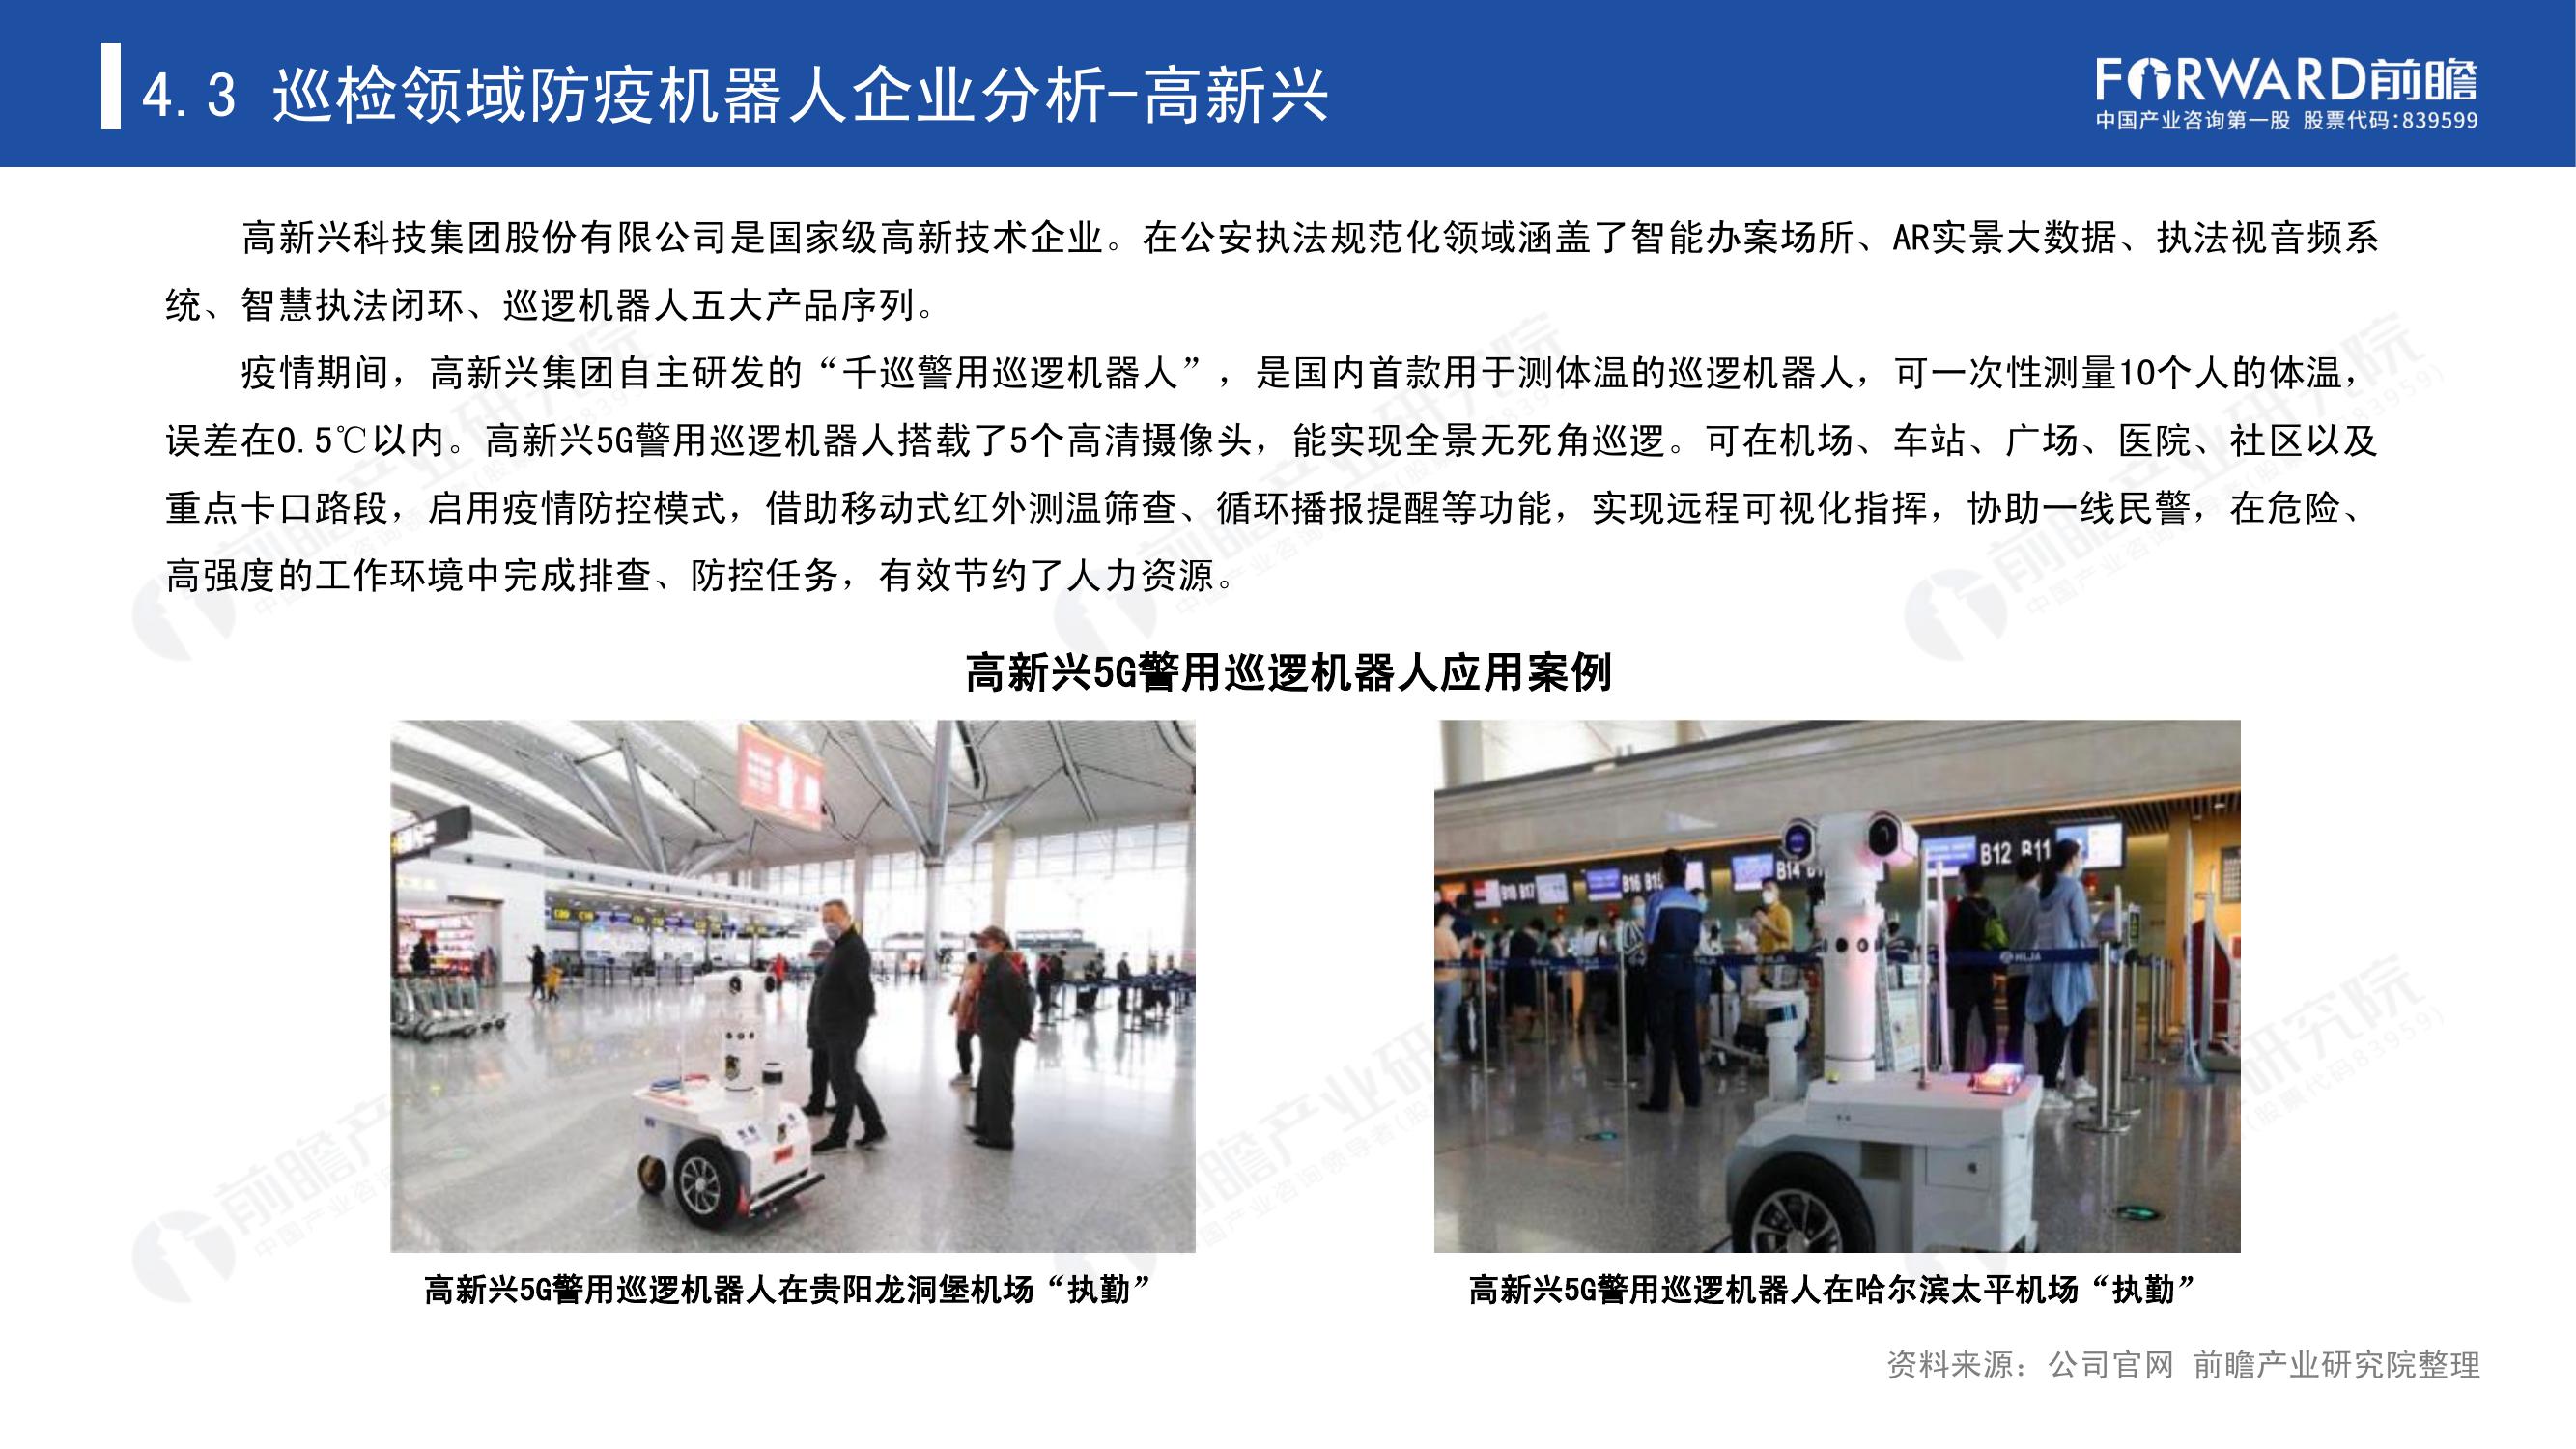 4.3 巡检领域防疫机器人企业分析-高新兴
FORWARD前瞻
中国产业咨询第一股 股票代码:839599
高新兴科技集团股份有限公司是国家级高新技术企业。在公安执法规范化领域涵盖了智能办案场所、AR实景大数据、执法视音频系
统、智慧执法闭环、巡逻机器人五大产品序列。
疫情期间，高新兴集团自主研发的“千巡警用巡逻机器人”，是国内首款用于测体温的巡逻机器人，可一次性测量10个人的体温，
误差在0.5℃以内。高新兴5G警用巡逻机器人搭载了5个高清摄像头，能实现全景无死角巡逻。可在机场、车站、广场、医院、社区以及
重点卡口路段，启用疫情防控模式，借助移动式红外测温筛查、循环播报提醒等功能，实现远程可视化指挥，协助一线民警，在危险、
高强度的工作环境中完成排查、防控任务，有效节约了人力资源。
高新兴5G警用巡逻机器人应用案例
B17
B16
B14
B12 B11
HLJA
高新兴5G警用巡逻机器人在贵阳龙洞堡机场“执勤”
高新兴5G警用巡逻机器人在哈尔滨太平机场“执勤”
资料来源：公司官网 前瞻产业研究院整理